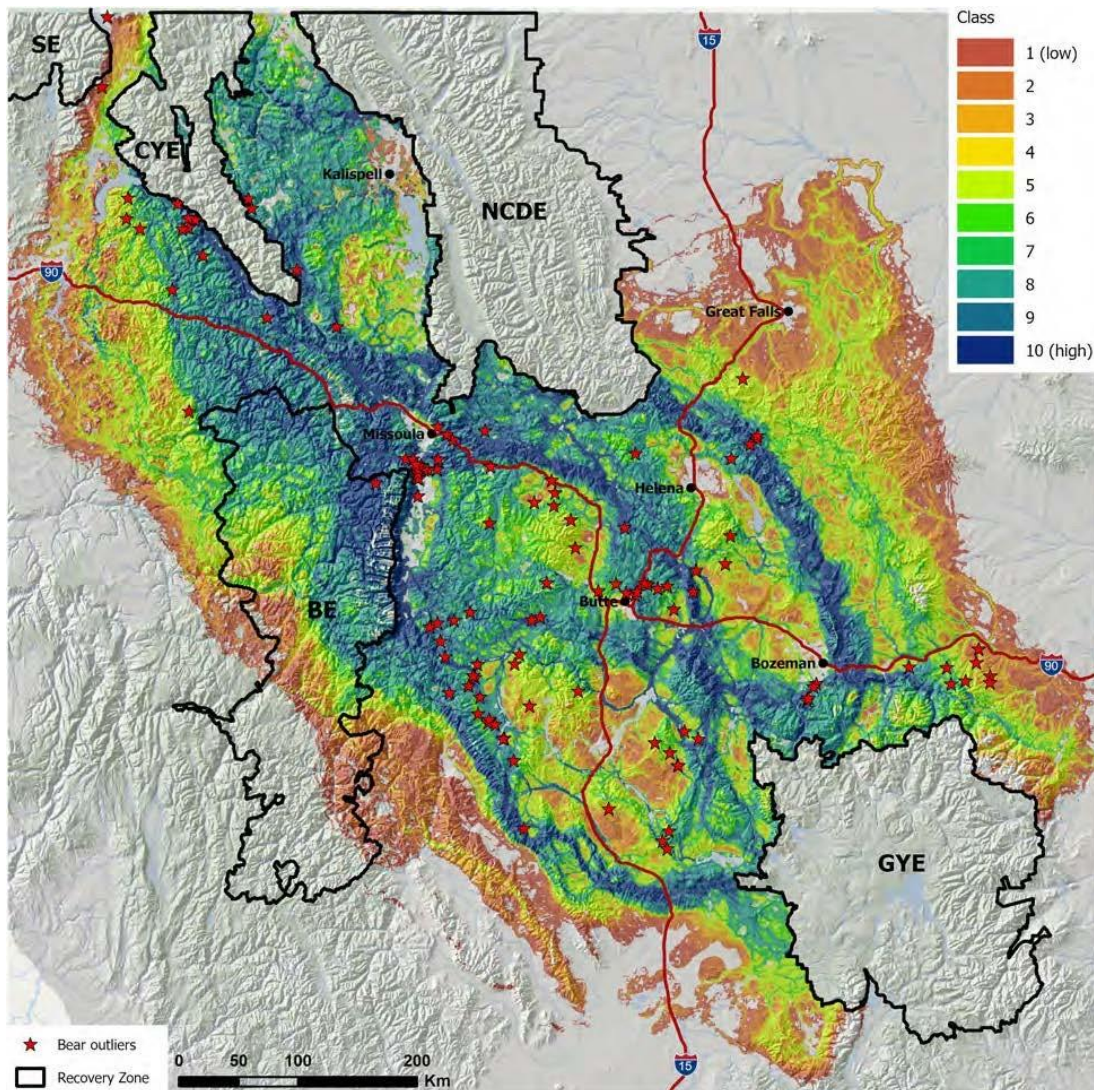 Class
1 (low)
2
3
4
5
6
7
8
9
10 (high)
SE
15
CYE
Kalispell
NCDE
90
Great Falls
Missoula
Helena
BE
Butte
Bozeman
90
GYE
15
Bear outliers
Recovery Zone
0 50 100 200
Km